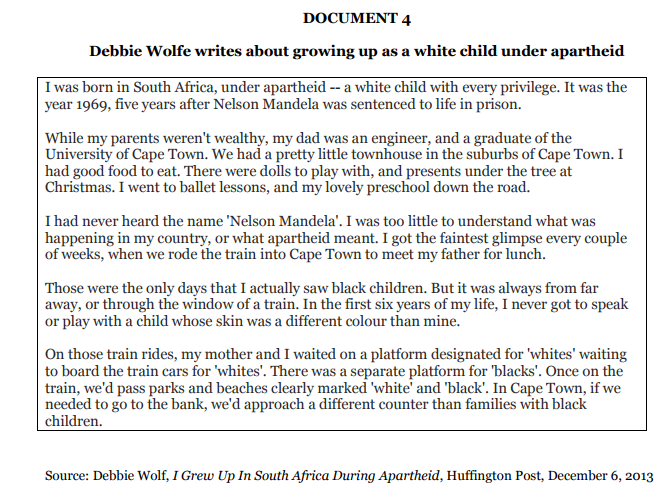 DOCUMENT 4
Debbie Wolfe writes about growing up as a white child under apartheid
I was born in South Africa, under apartheid -- a white child with every privilege. It was the
year 1969, five years after Nelson Mandela was sentenced to life in prison.
While my parents weren't wealthy, my dad was an engineer, and a graduate of the
University of Cape Town. We had a pretty little townhouse in the suburbs of Cape Town. I
had good food to eat. There were dolls to play with, and presents under the tree at
Christmas. I went to ballet lessons, and my lovely preschool down the road.
I had never heard the name 'Nelson Mandela'. I was too little to understand what was
happening in my country, or what apartheid meant. I got the faintest glimpse every couple
of weeks, when we rode the train into Cape Town to meet my father for lunch.
Those were the only days that I actually saw black children. But it was always from far
away, or through the window of a train. In the first six years of my life, I never got to speak
or play with a child whose skin was a different colour than mine.
On those train rides, my mother and I waited on a platform designated for 'whites' waiting
to board the train cars for 'whites'. There was a separate platform for 'blacks'. Once on the
train, we'd pass parks and beaches clearly marked 'white' and 'black'. In Cape Town, if we
needed to go to the bank, we'd approach a different counter than families with black
children.
Source: Debbie Wolf, I Grew Up In South Africa During Apartheid, Huffington Post, December 6, 2013